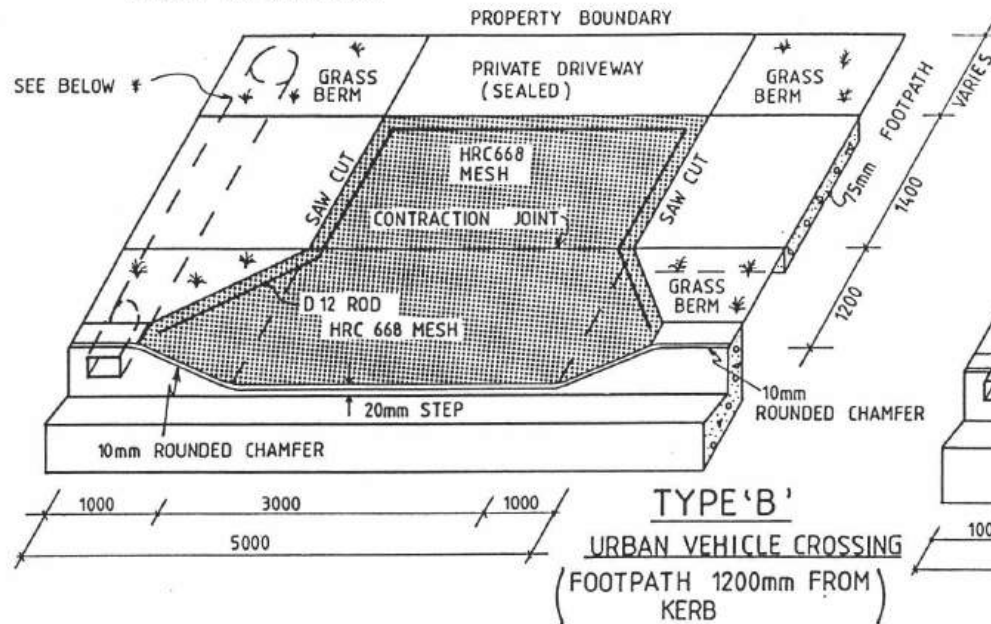 PROPERTY BOUNDARY
SEE BELOW *
GRASS
BERM
PRIVATE DRIVEWAY
(SEALED)
GRASS
BERM
FOOTPATH
VARIES
HRC668
MESH
SAW CUT
SAW CUT
75mm
1400
CONTRACTION JOINT
D12 ROD
HRC 668 MESH
GRASS
BERM
1200
20mm STEP
10mm
ROUNDED CHAMFER
10mm ROUNDED CHAMFER
1000
3000
1000
5000
TYPE 'B'
URBAN VEHICLE CROSSING
(FOOTPATH 1200mm FROM
KERB)
100